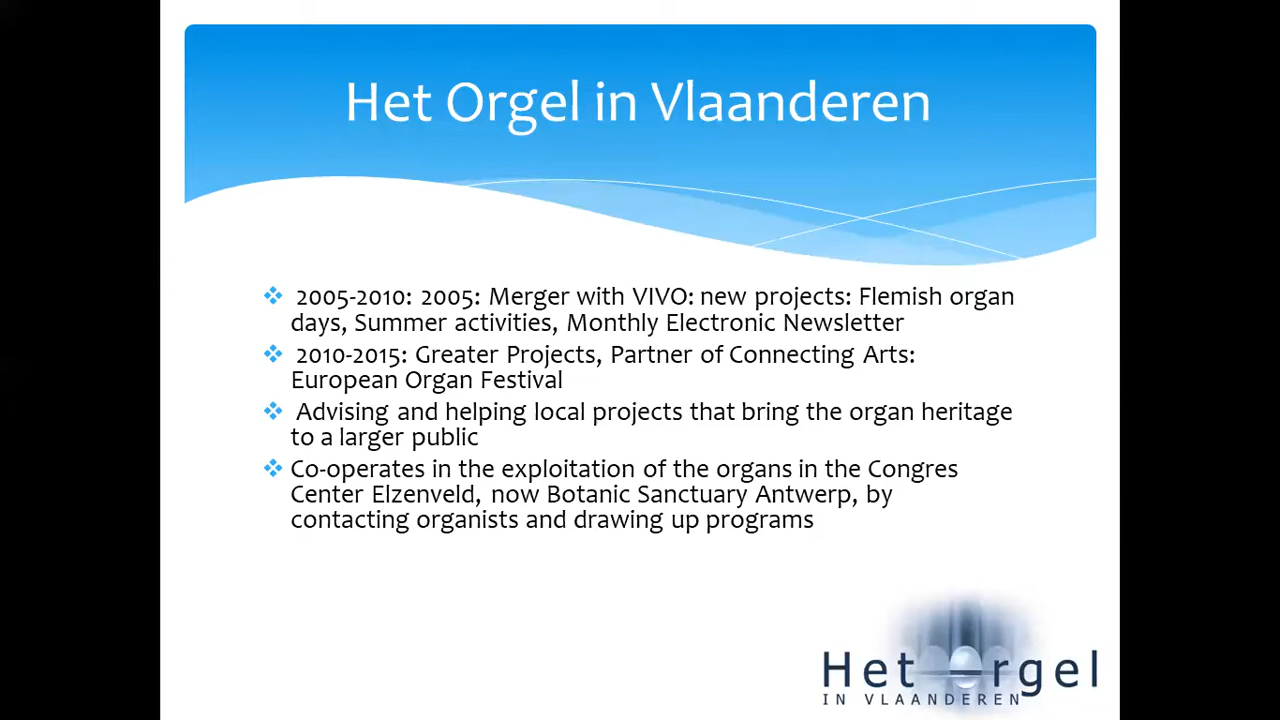 Het Orgel in Vlaanderen
2005-2010: 2005: Merger with VIVO: new projects: Flemish organ
days, Summer activities, Monthly Electronic Newsletter
2010-2015: Greater Projects, Partner of Connecting Arts:
European Organ Festival
Advising and helping local projects that bring the organ heritage
to a larger public
Co-operates in the exploitation of the organs in the Congres
Center Elzenveld, now Botanic Sanctuary Antwerp, by
contacting organists and drawing up programs
Het Orgel
IN VLAANDEREN